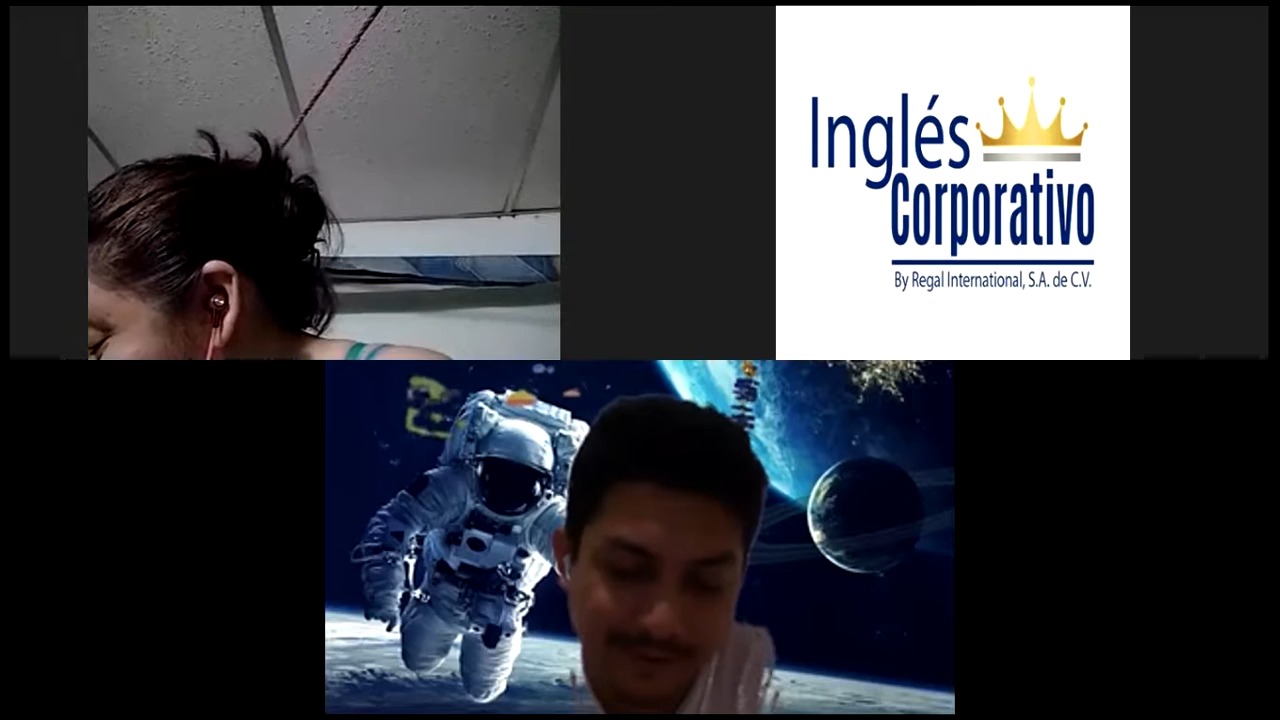 Inglés
Corporativo
By Regal International, S.A. de C.V.